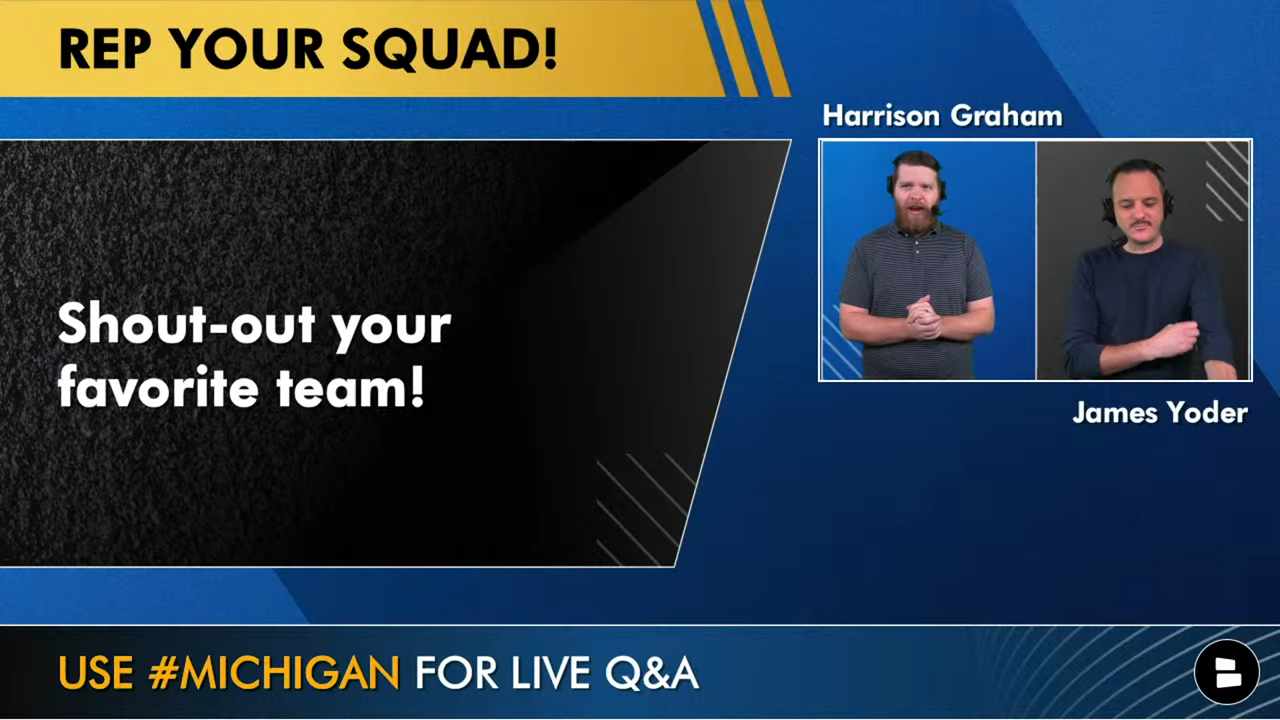 REP YOUR SQUAD!
Harrison Graham
Shout-out your
favorite team!
James Yoder
USE #MICHIGAN FOR LIVE Q&A